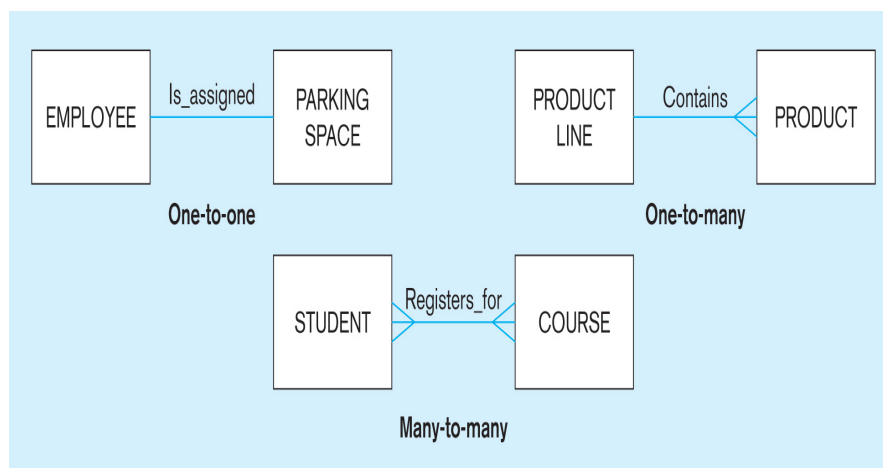 EMPLOYEE
Is_assigned
PARKING
SPACE
One-to-one
PRODUCT
LINE
Contains
PRODUCT
One-to-many
STUDENT
Registers_for
COURSE
Many-to-many